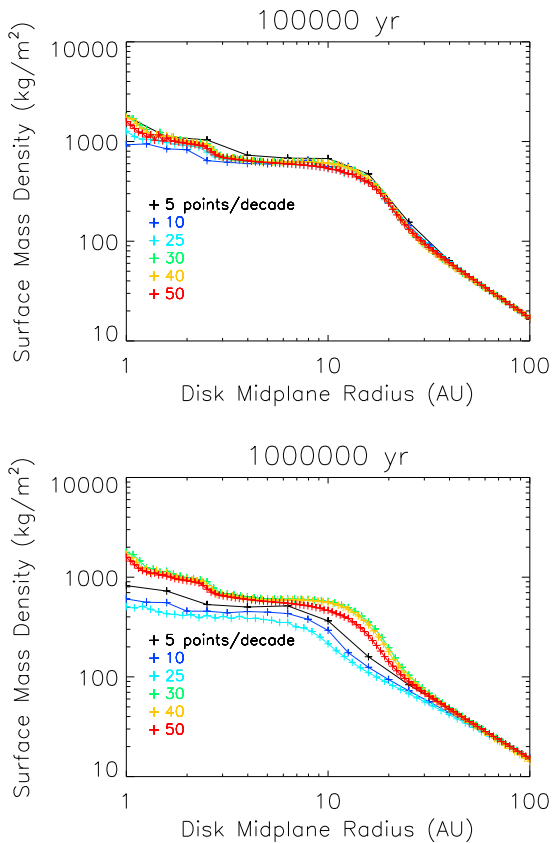 100000 yr
Surface Mass Density (kg/m²)
10000
1000
100
10
+ 5 points/decade
+ 10
+ 25
+ 30
+ 40
+ 50
1 10 100
Disk Midplane Radius (AU)
1000000 yr
Surface Mass Density (kg/m²)
10000
1000
100
10
+ 5 points/decade
+ 10
+ 25
+ 30
+ 40
+ 50
1 10 100
Disk Midplane Radius (AU)